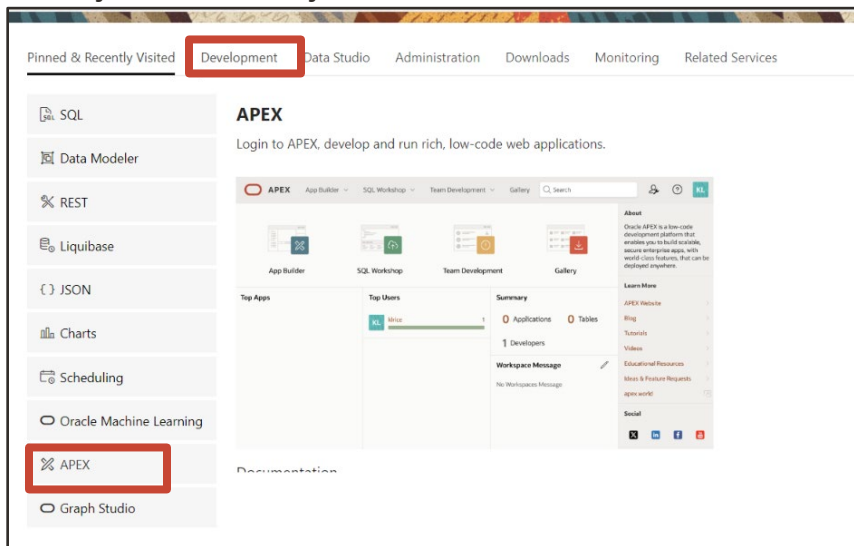 Pinned & Recently Visited Development Data Studio Administration Downloads Monitoring Related Services
SQL
Data Modeler
REST
Liquibase
{} JSON
Charts
Scheduling
Oracle Machine Learning
APEX
Graph Studio
APEX
Login to APEX, develop and run rich, low-code web applications.
APEX App Builder SQL Workshop Team Development Gallery Search KL
App Builder SQL Workshop Team Development Gallery
Top Apps
Top Users
KL 1
Summary
0 Applications 0 Tables
1 Developers
Workspace Message
No Workspaces Message
About
Oracle APEX is a low-code
development platform that
enables you to build scalable,
secure enterprise apps, with
world-class features, that can be
deployed anywhere.
Learn More
APEX Website
Blog
Tutorials
Videos
Educational Resources
Ideas & Feature Requests
apex.world
Social
Documentation